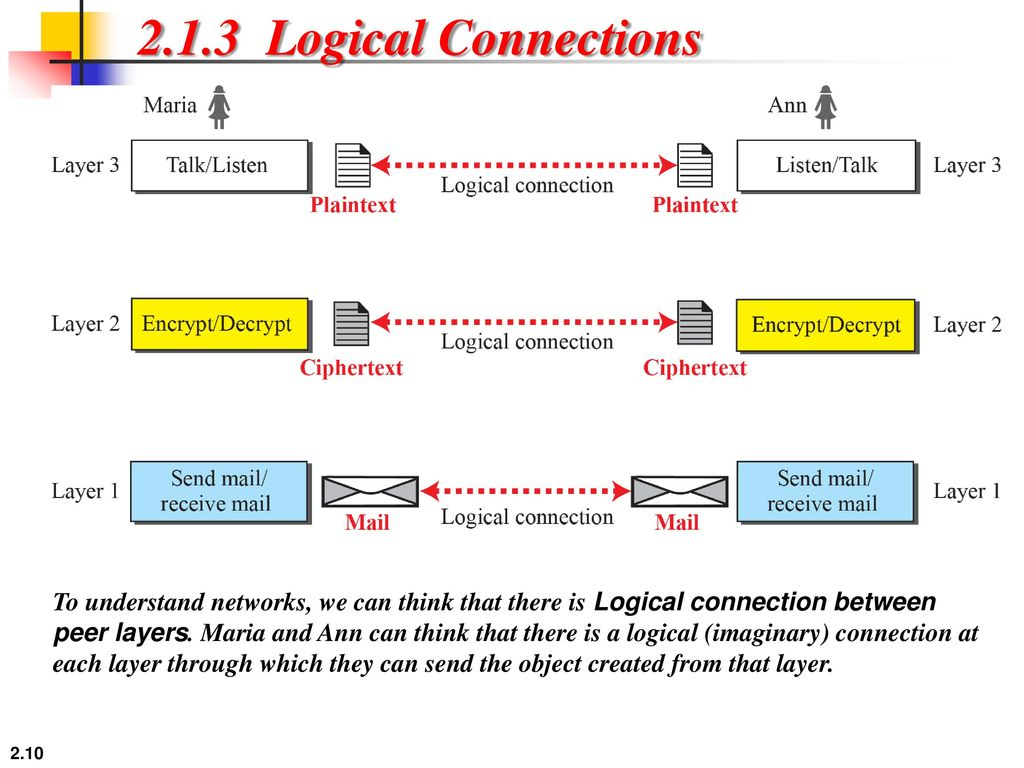 2.1.3 Logical Connections
Maria
Ann
Layer 3
Talk/Listen
Plaintext
Logical connection
Plaintext
Listen/Talk
Layer 3
Layer 2
Encrypt/Decrypt
Ciphertext
Logical connection
Ciphertext
Encrypt/Decrypt
Layer 2
Layer 1
Send mail/
receive mail
Mail
Logical connection
Mail
Send mail/
receive mail
Layer 1
To understand networks, we can think that there is Logical connection between
peer layers. Maria and Ann can think that there is a logical (imaginary) connection at
each layer through which they can send the object created from that layer.
2.10